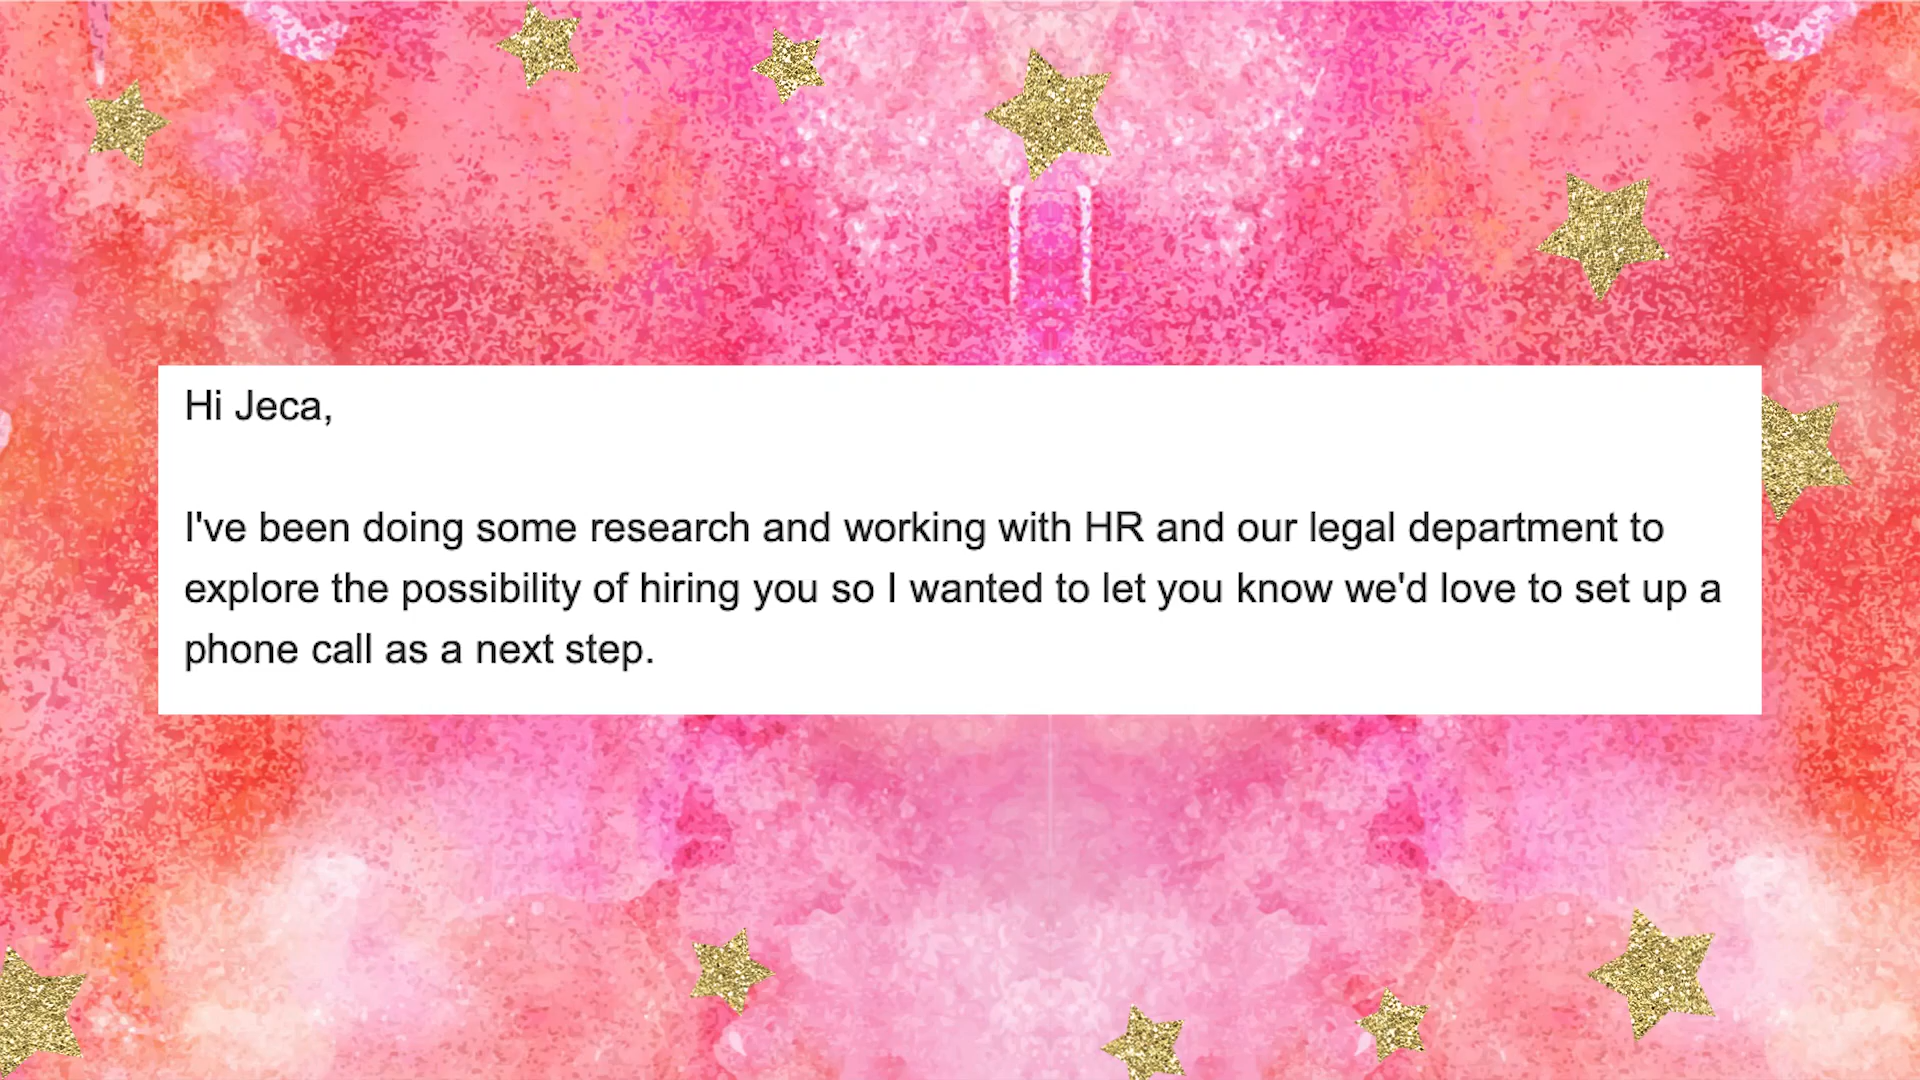 Hi Jeca,
I've been doing some research and working with HR and our legal department to
explore the possibility of hiring you so I wanted to let you know we'd love to set up a
phone call as a next step.